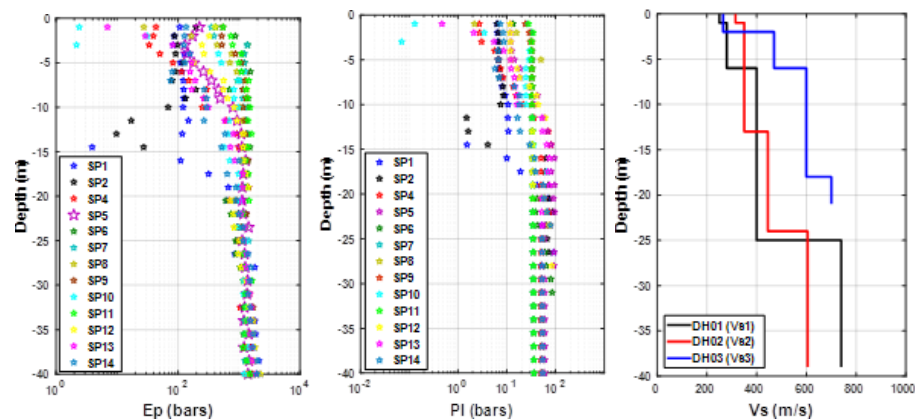 0
-5
-10
-15
-20
-25
-30
-35
-40
Depth (m)
SP1
SP2
SP4
SP5
SP6
SP7
SP8
SP9
SP10
SP11
SP12
SP13
SP14
10^0
10^2
10^4
Ep (bars)
0
-5
-10
-15
-20
-25
-30
-35
-40
Depth (m)
SP1
SP2
SP4
SP5
SP6
SP7
SP8
SP9
SP10
SP11
SP12
SP13
SP14
10^-2
10^0
10^-1
10^2
Pl (bars)
0
-5
-10
-15
-20
-25
-30
-35
-40
Depth (m)
DH01 (Vs1)
DH02 (Vs2)
DH03 (Vs3)
0
200
400
600
800
1000
Vs (m/s)